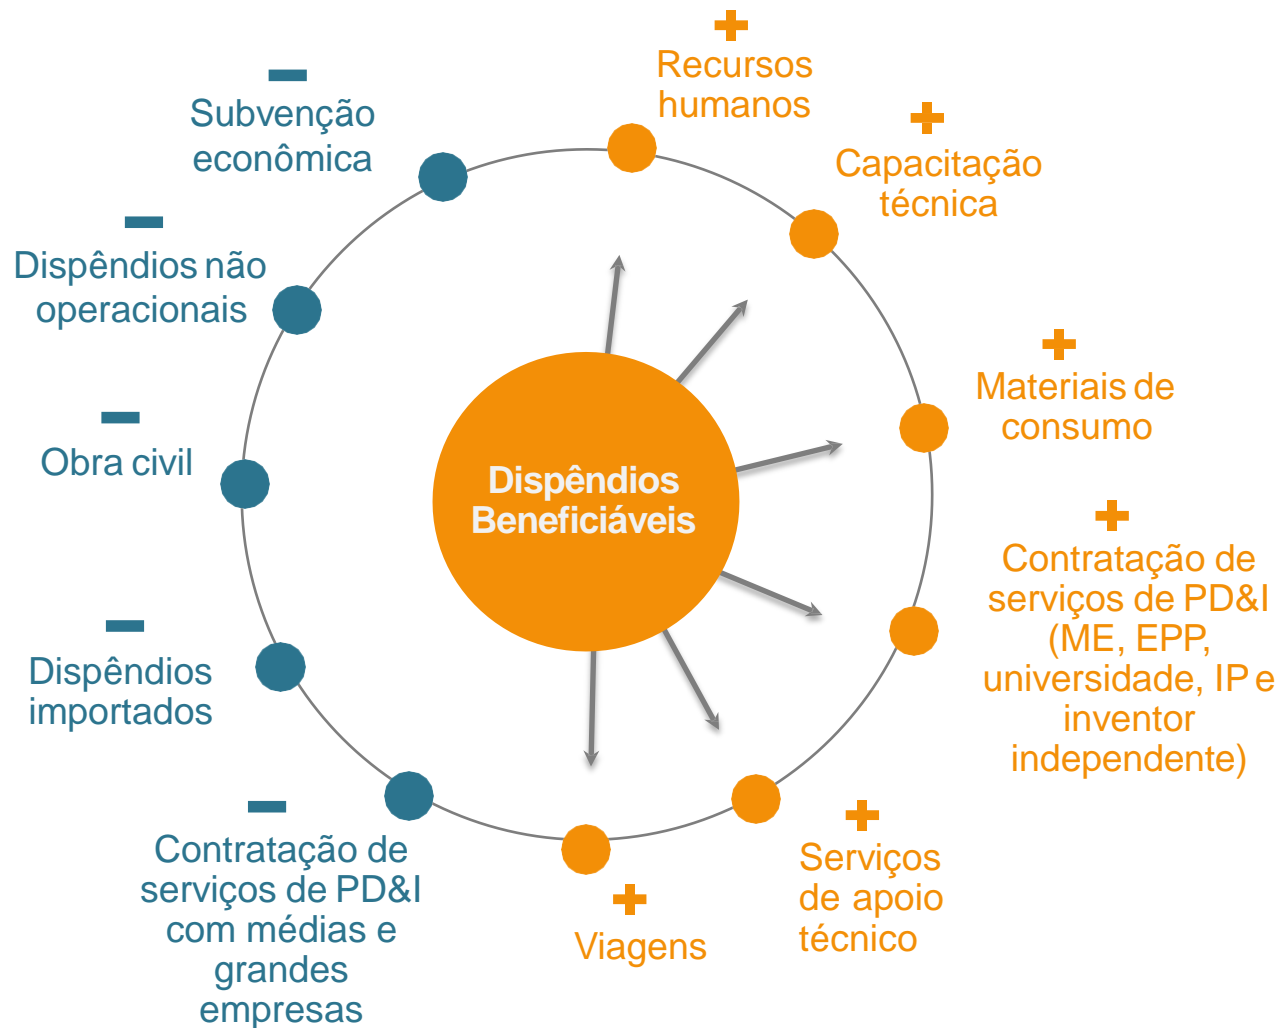 Recursos
humanos
Capacitação
técnica
Materiais de
consumo
Contratação de
serviços de PD&I
(ME, EPP,
universidade, IP e
inventor
independente)
Serviços
de apoio
técnico
Viagens
Contratação de
serviços de PD&I
com médias e
grandes
empresas
Dispêndios
importados
Obra civil
Dispêndios não
operacionais
Subvenção
econômica
Dispêndios
Beneficiáveis